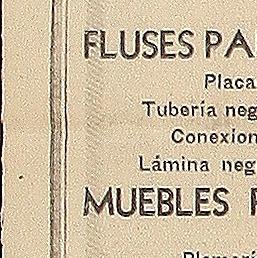 FLUSES PA
Placa
Tubería neg
Conexion
Lámina neg
MUEBLES